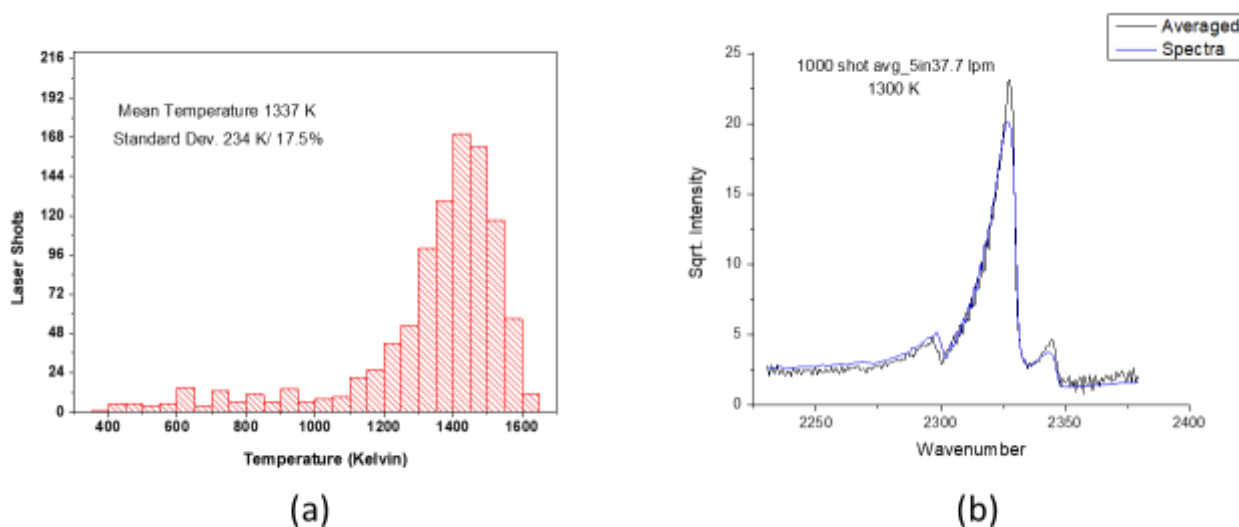 216
192
168
144
120
96
72
48
24
0
Laser Shots
Mean Temperature 1337 K
Standard Dev. 234 K/ 17.5%
400 600 800 1000 1200 1400 1600
Temperature (Kelvin)
(a)
Averaged
Spectra
25
20
15
10
5
0
Sqrt. Intensity
1000 shot avg_5in37.7 lpm
1300 K
2250 2300 2350 2400
Wavenumber
(b)